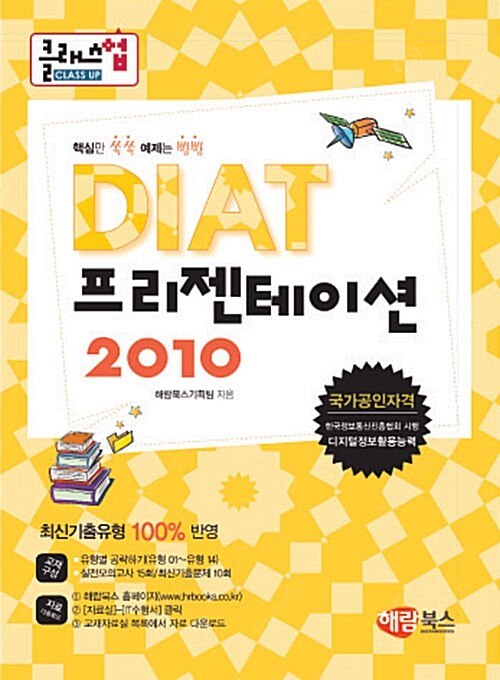 클래스업
CLASS UP
핵심만 쏙쏙 예제는 빵빵
DIAT
프리젠테이션
2010
해람북스기획팀 지음
국가공인자격
한국정보통신진흥협회 시행
디지털정보활용능력
최신기출유형 100% 반영
교재구성
· 유형별 공략하기(유형 01~유형 14)
· 실전모의고사 15회/최신기출문제 10회
자료
다운로드
① 해람북스 홈페이지(www.hrbooks.co.kr)
② [자료실]-[IT수험서] 클릭
③ 교재자료실 목록에서 자료 다운로드
해람북스